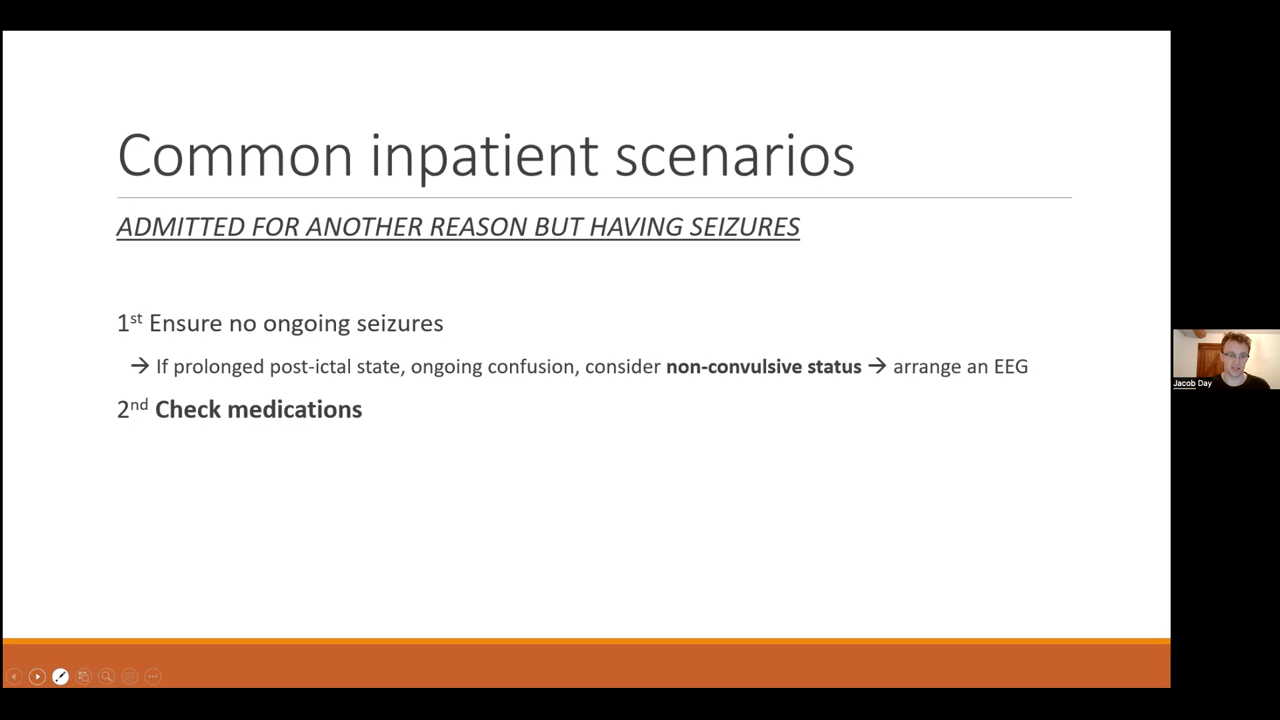 Common inpatient scenarios
ADMITTED FOR ANOTHER REASON BUT HAVING SEIZURES
1st Ensure no ongoing seizures
→ If prolonged post-ictal state, ongoing confusion, consider non-convulsive status → arrange an EEG
2nd Check medications
Jacob Day